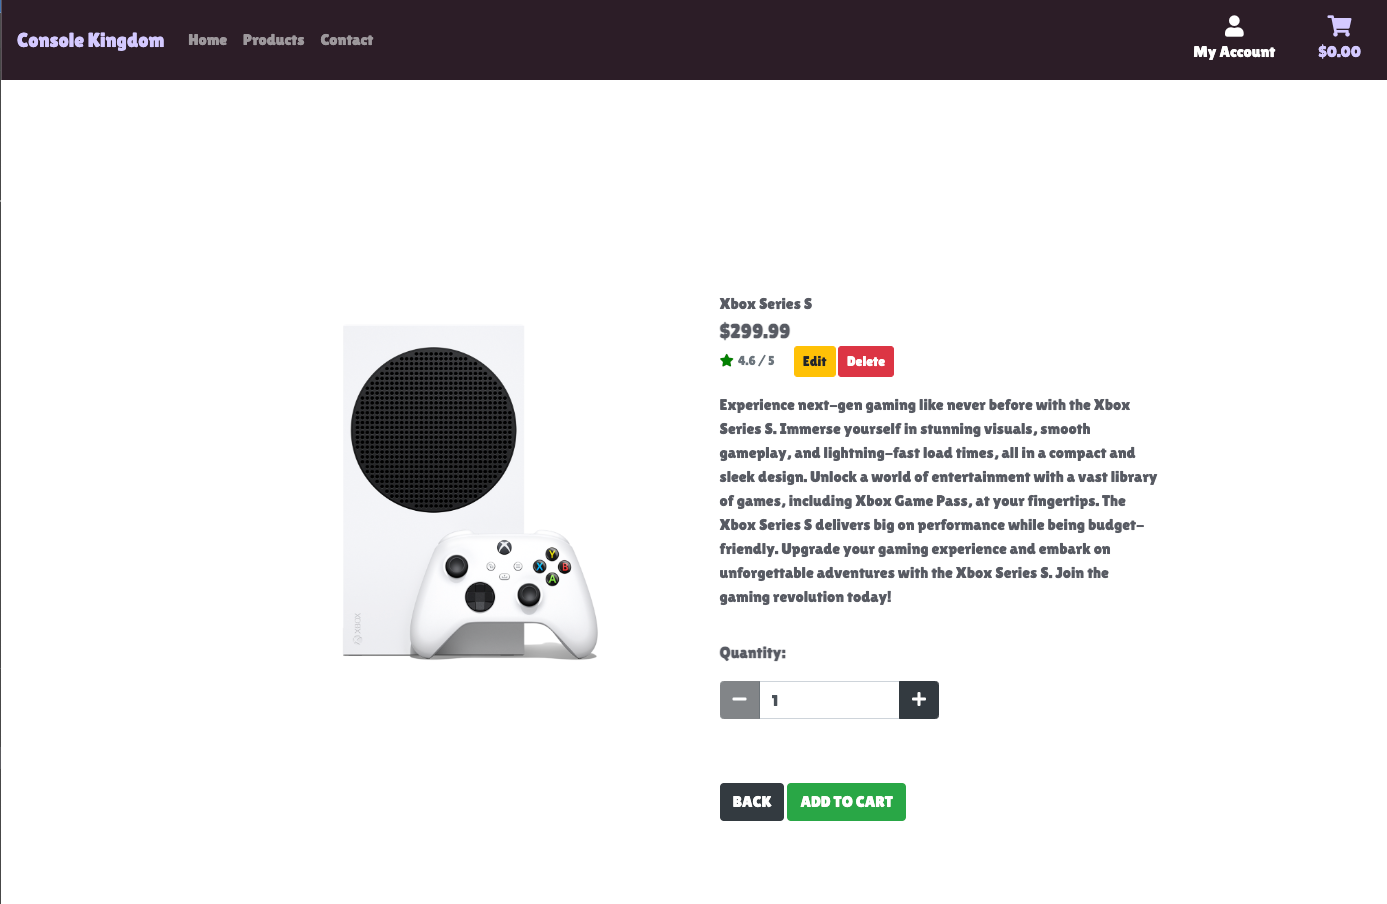 Console Kingdom Home Products Contact My Account $0.00
Xbox Series S
$299.99
4.6 / 5 Edit Delete
Experience next-gen gaming like never before with the Xbox
Series S. Immerse yourself in stunning visuals, smooth
gameplay, and lightning-fast load times, all in a compact and
sleek design. Unlock a world of entertainment with a vast library
of games, including Xbox Game Pass, at your fingertips. The
Xbox Series S delivers big on performance while being budget-
friendly. Upgrade your gaming experience and embark on
unforgettable adventures with the Xbox Series S. Join the
gaming revolution today!
Y
X B
A
XBOX
Quantity:
1
BACK ADD TO CART